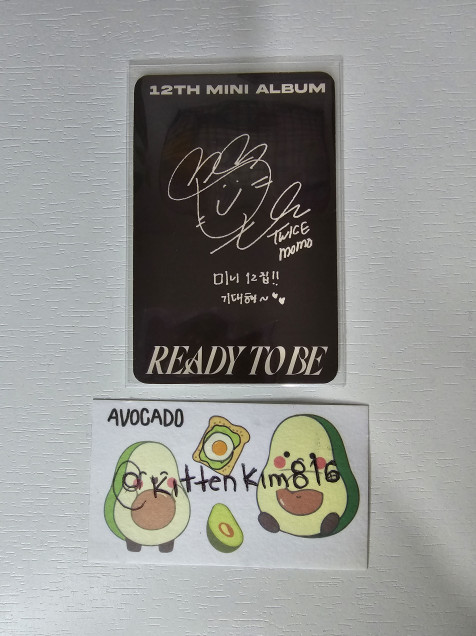 12TH MINI ALBUM
TWICE
MOMO
미니 12집!!
기대해~
READY TO BE
AVOCADO
@kittenkim816